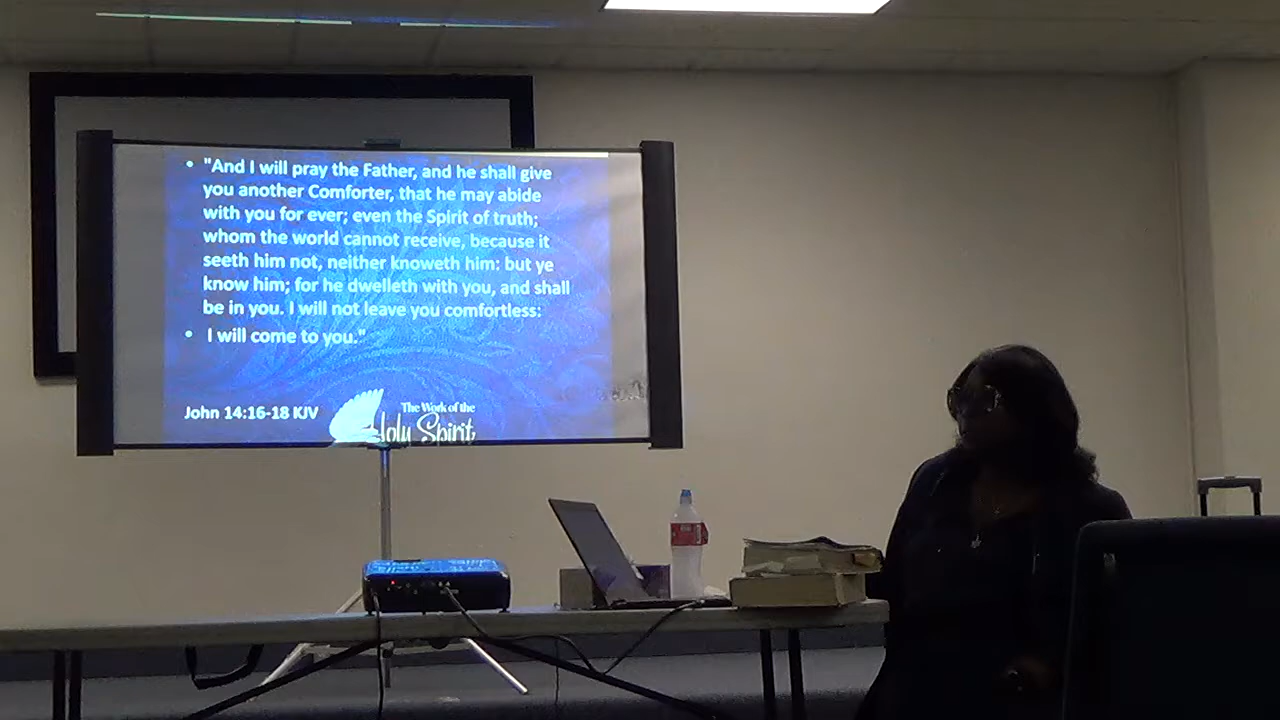 • "And I will pray the Father, and he shall give
you another Comforter, that he may abide
with you for ever; even the Spirit of truth;
whom the world cannot receive, because it
seeth him not, neither knoweth him: but ye
know him; for he dwelleth with you, and shall
be in you. I will not leave you comfortless:
• I will come to you."
John 14:16-18 KJV
The Work of the
Holy Spirit